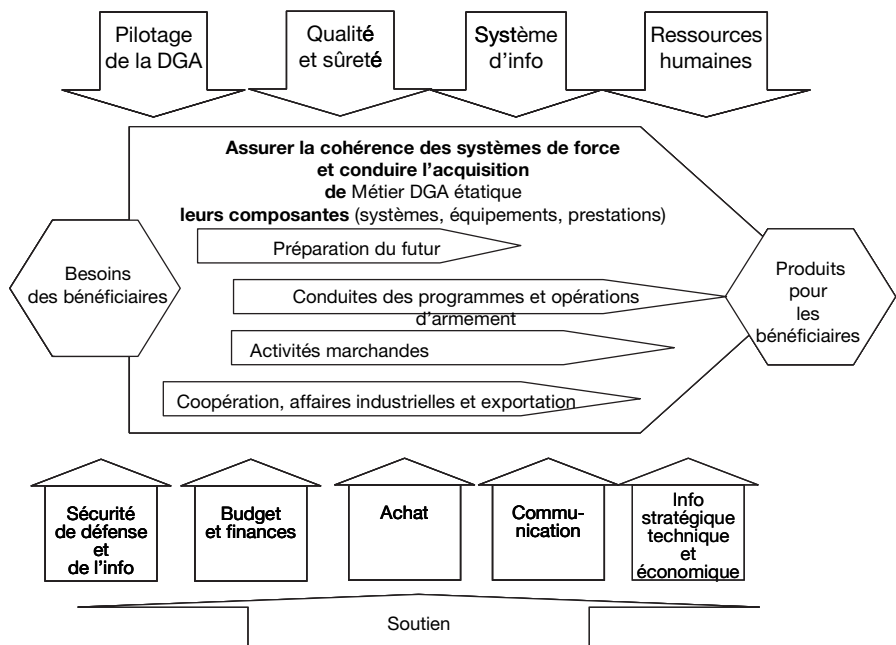 Pilotage
de la DGA
Qualité
et sûreté
Système
d'info
Ressources
humaines
Assurer la cohérence des systèmes de force
et conduire l'acquisition
de Métier DGA étatique
leurs composantes (systèmes, équipements, prestations)
Préparation du futur
Besoins
des bénéficiaires
Conduites des programmes et opérations
d'armement
Produits
pour
les
bénéficiaires
Activités marchandes
Coopération, affaires industrielles et exportation
Sécurité
de défense
et
de l'info
Budget
et finances
Achat
Commu-
nication
Info
stratégique
technique
et
économique
Soutien